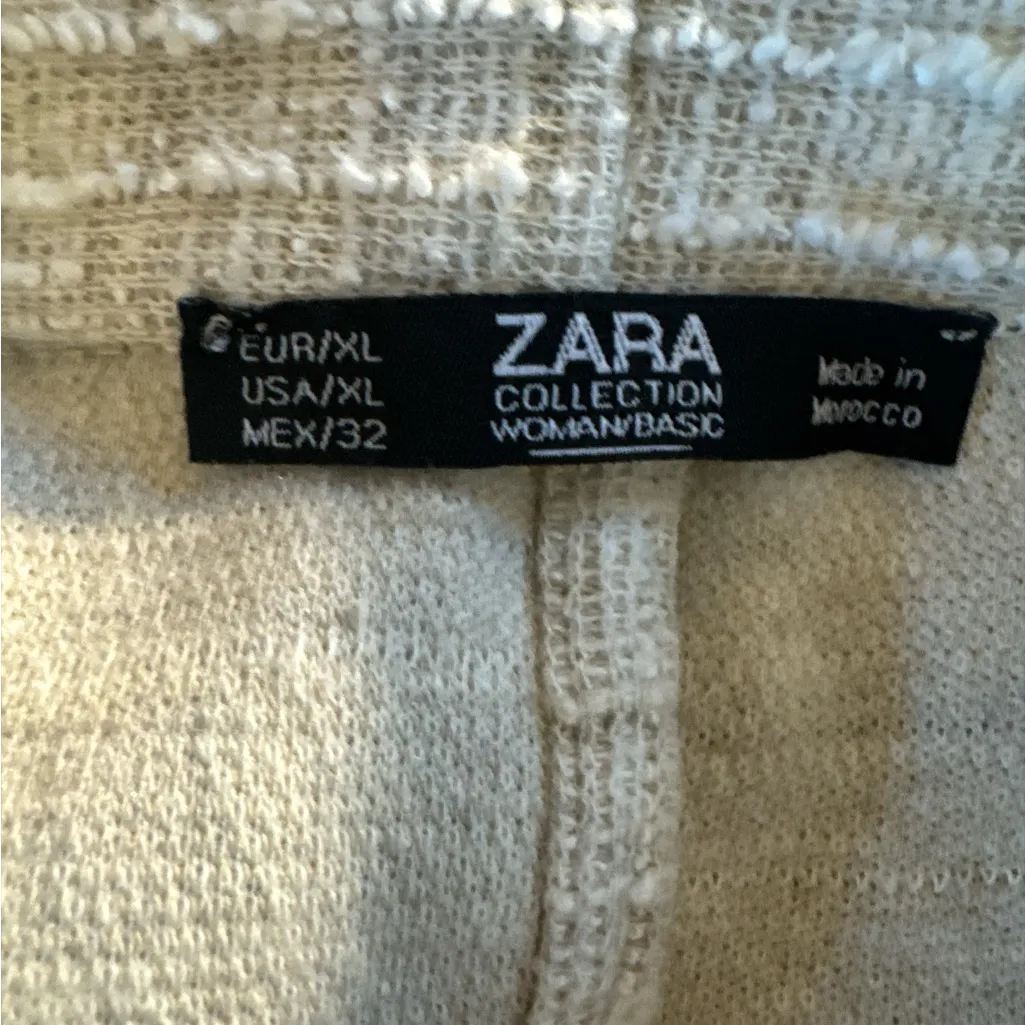 EUR/XL
USA/XL
MEX/32
ZARA
COLLECTION
WOMAN/BASIC
Made in
Morocco